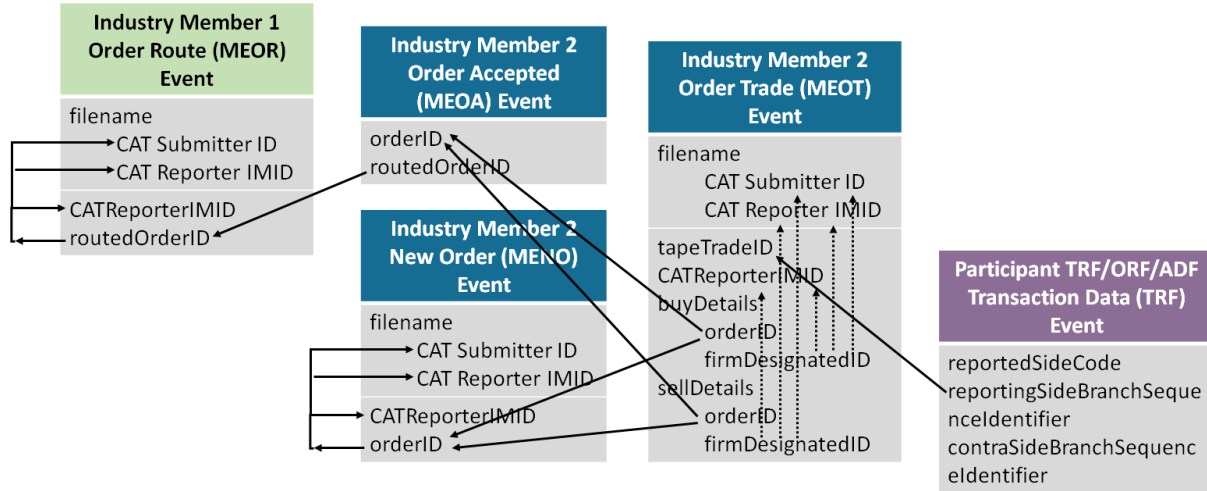 Industry Member 1
Order Route (MEOR)
Event
filename
CAT Submitter ID
CAT Reporter IMID
CATReporterIMID
routedOrderID
Industry Member 2
Order Accepted
(MEOA) Event
orderID
routedOrderID
Industry Member 2
New Order (MENO)
Event
filename
CAT Submitter ID
CAT Reporter IMID
CATReporterIMID
orderID
Industry Member 2
Order Trade (MEOT)
Event
filename
CAT Submitter ID
CAT Reporter IMID
tapeTradeID
CATReporterIMID
buyDetails
orderID
firmDesignatedID
sellDetails
orderID
firmDesignatedID
Participant TRF/ORF/ADF
Transaction Data (TRF)
Event
reportedSideCode
reportingSideBranchSeque
nceIdentifier
contraSideBranchSequenc
eIdentifier